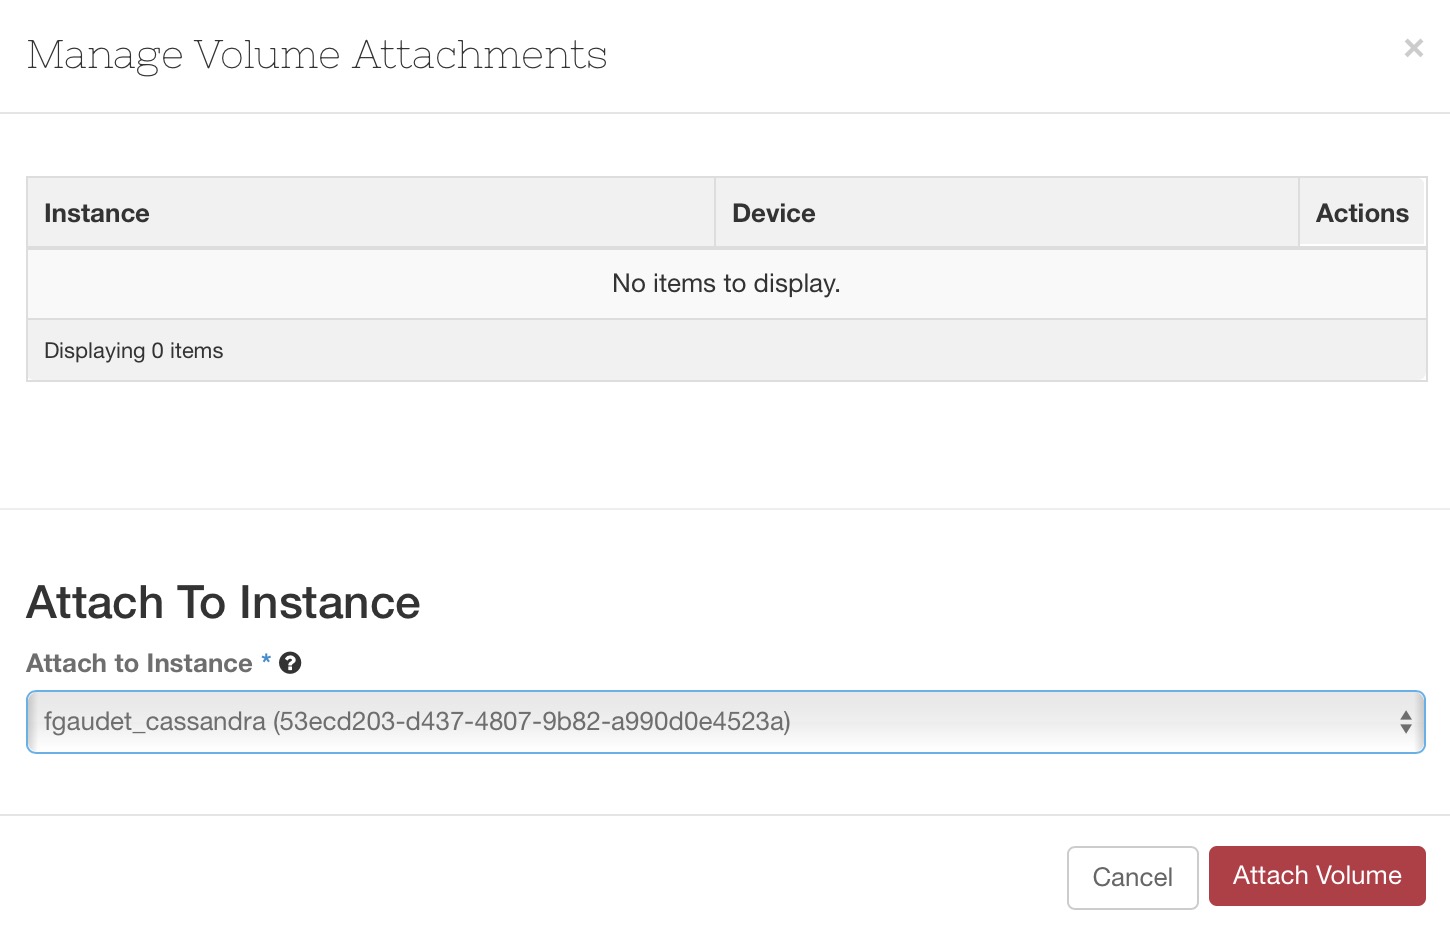 Manage Volume Attachments
×
Instance Device Actions
No items to display.
Displaying 0 items
Attach To Instance
Attach to Instance * ?
fgaudet_cassandra (53ecd203-d437-4807-9b82-a990d0e4523a)
Cancel Attach Volume